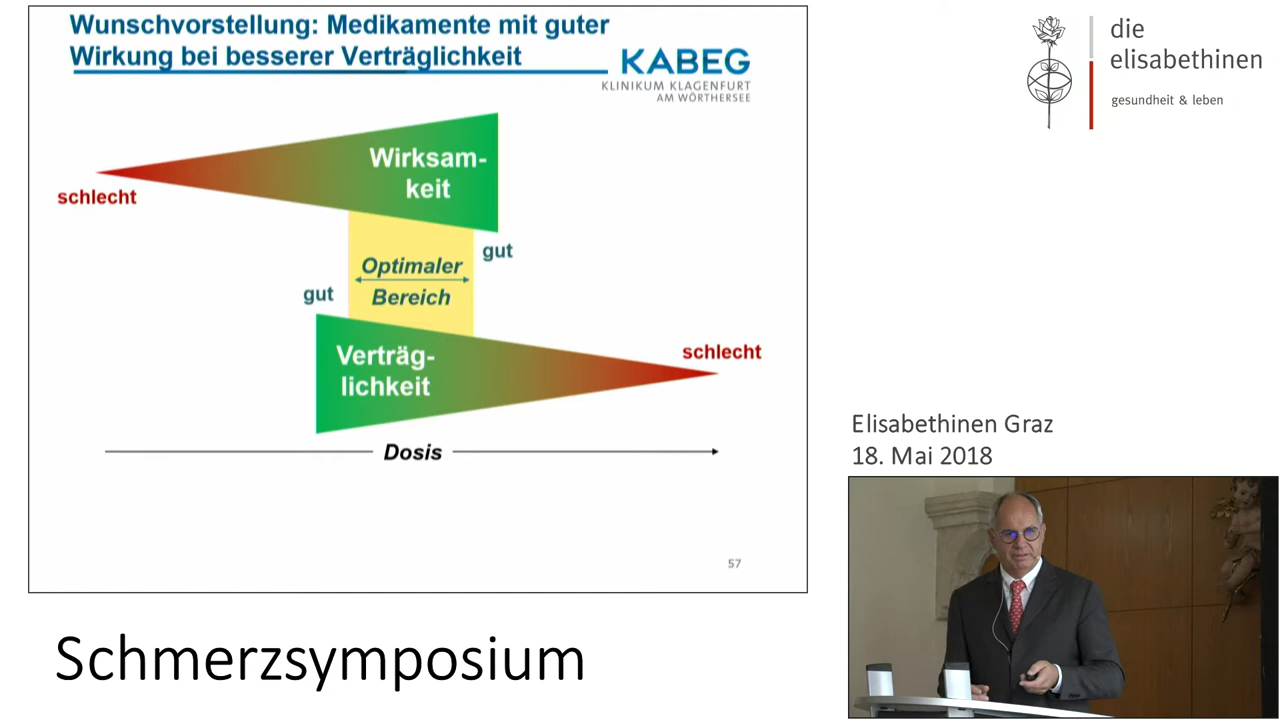 Wunschvorstellung: Medikamente mit guter
Wirkung bei besserer Verträglichkeit
KABEG
KLINIKUM KLAGENFURT
AM WÖRTHERSEE
Wirksam-
keit
schlecht
gut
Optimaler
Bereich
gut
Verträg-
lichkeit
schlecht
Dosis
57
die
elisabethinen
gesundheit & leben
Elisabethinen Graz
18. Mai 2018
Schmerzsymposium